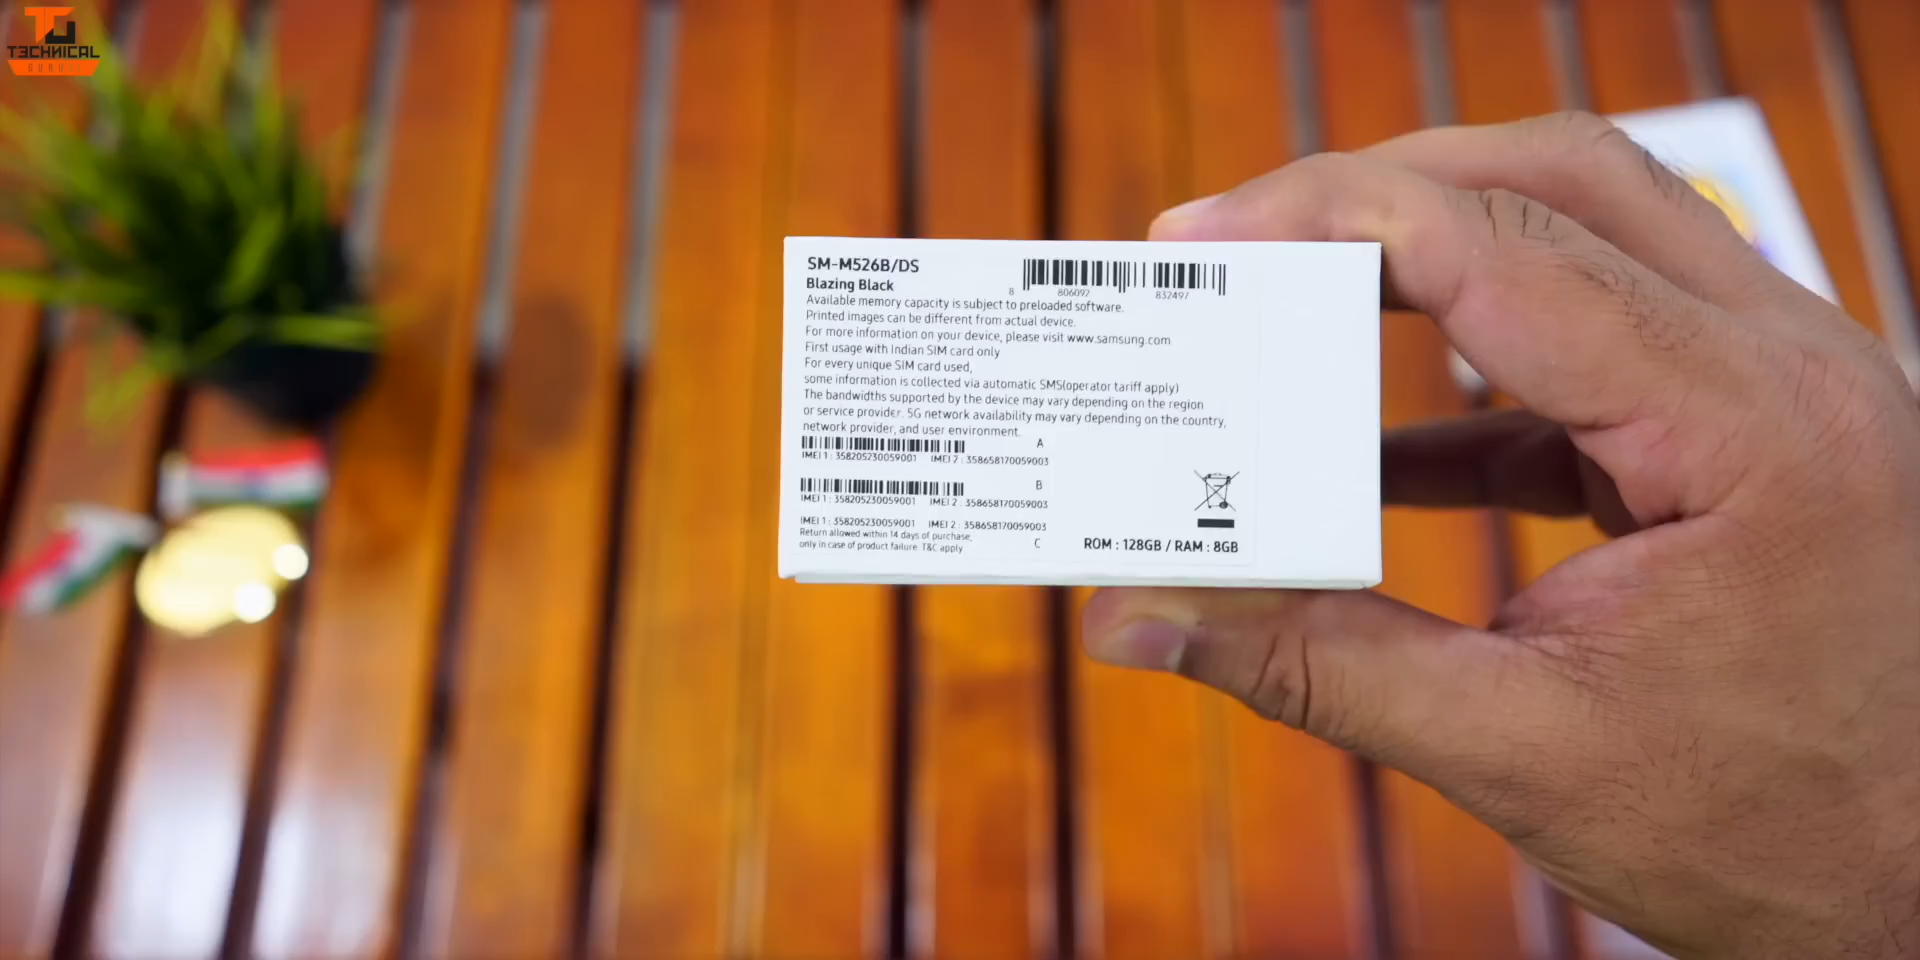 TECHNICAL
GURUJI
SM-M526B/DS
Blazing Black
8 806092 832497
Available memory capacity is subject to preloaded software.
Printed images can be different from actual device.
For more information on your device, please visit www.samsung.com
First usage with Indian SIM card only
For every unique SIM card used,
some information is collected via automatic SMS(operator tariff apply)
The bandwidths supported by the device may vary depending on the region
or service provider. 5G network availability may vary depending on the country,
network provider, and user environment.
A
IMEI 1 : 358205230059001 IMEI 2 : 358658170059003
B
IMEI 1 : 358205230059001 IMEI 2 : 358658170059003
IMEI 1 : 358205230059001 IMEI 2 : 358658170059003
Return allowed within 14 days of purchase,
only in case of product failure. T&C apply
C
ROM : 128GB / RAM : 8GB